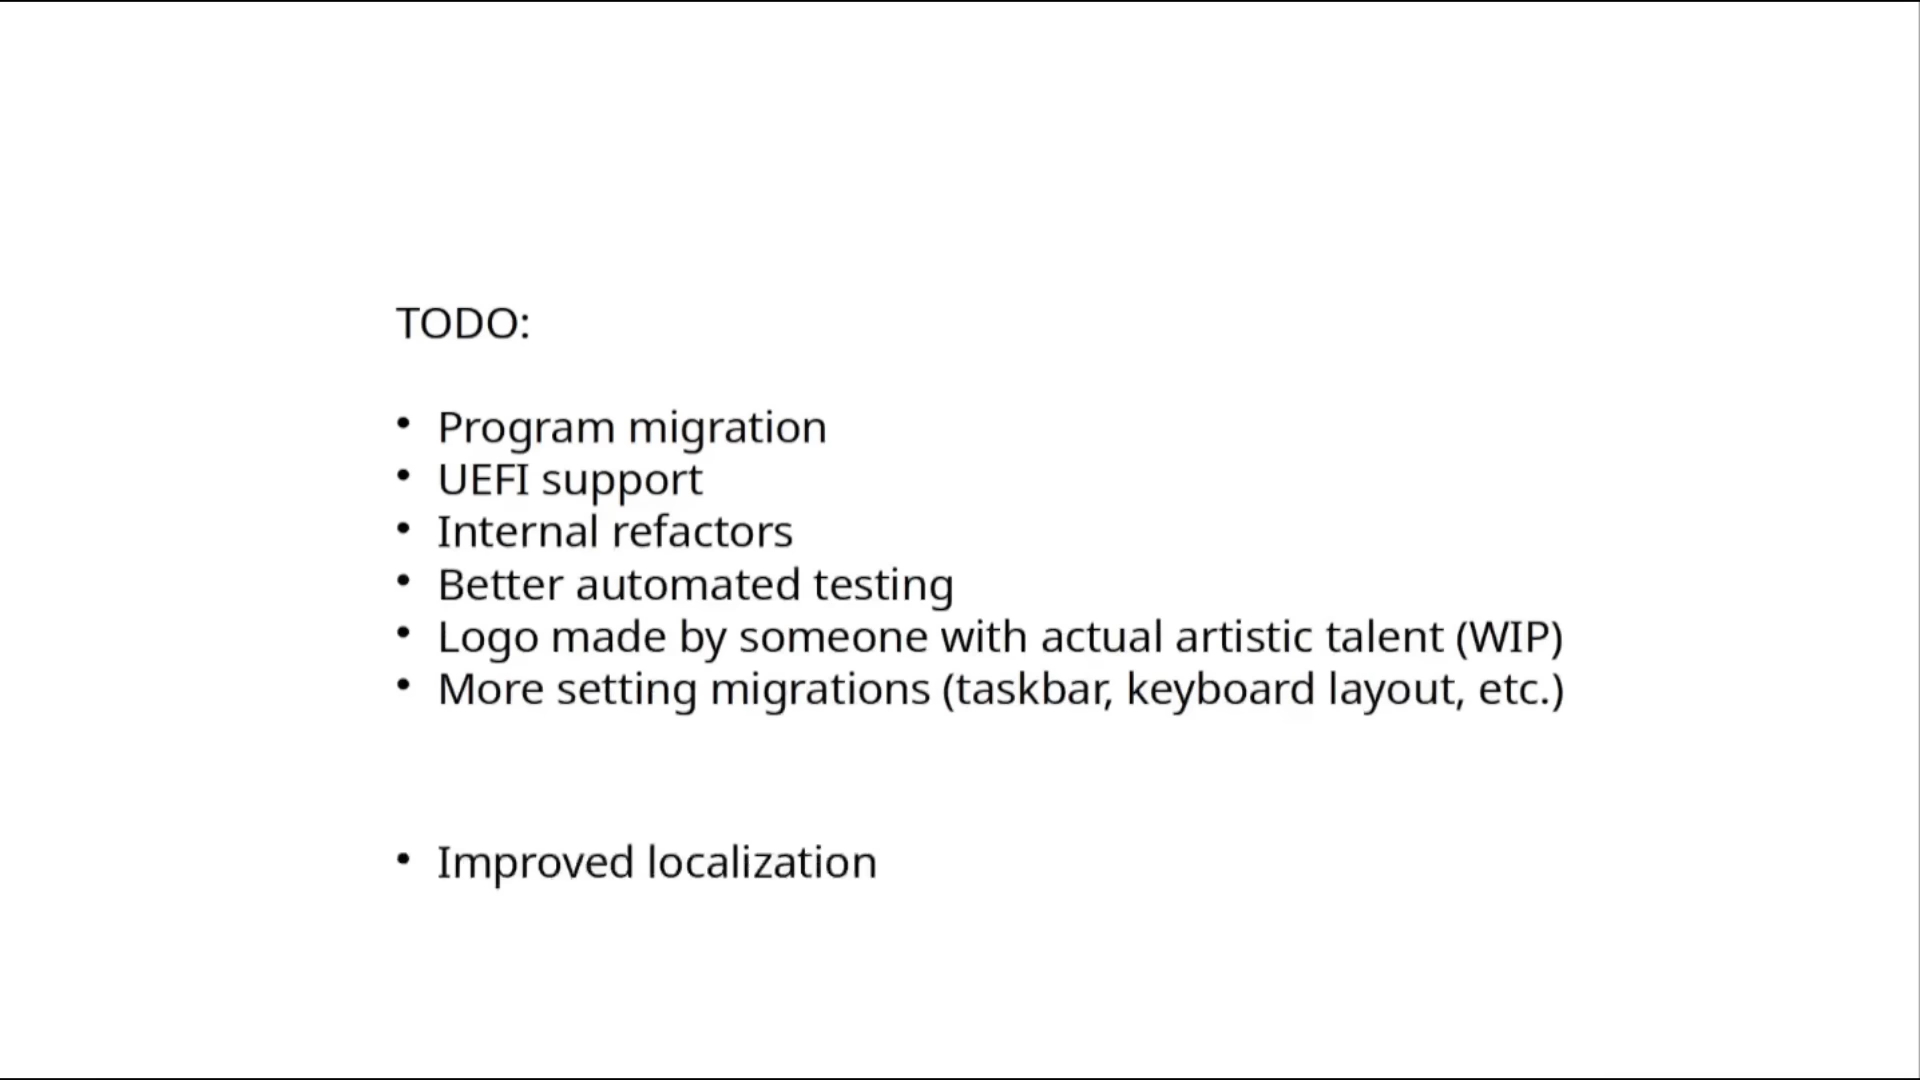 TODO:
• Program migration
• UEFI support
• Internal refactors
• Better automated testing
• Logo made by someone with actual artistic talent (WIP)
• More setting migrations (taskbar, keyboard layout, etc.)
• Improved localization